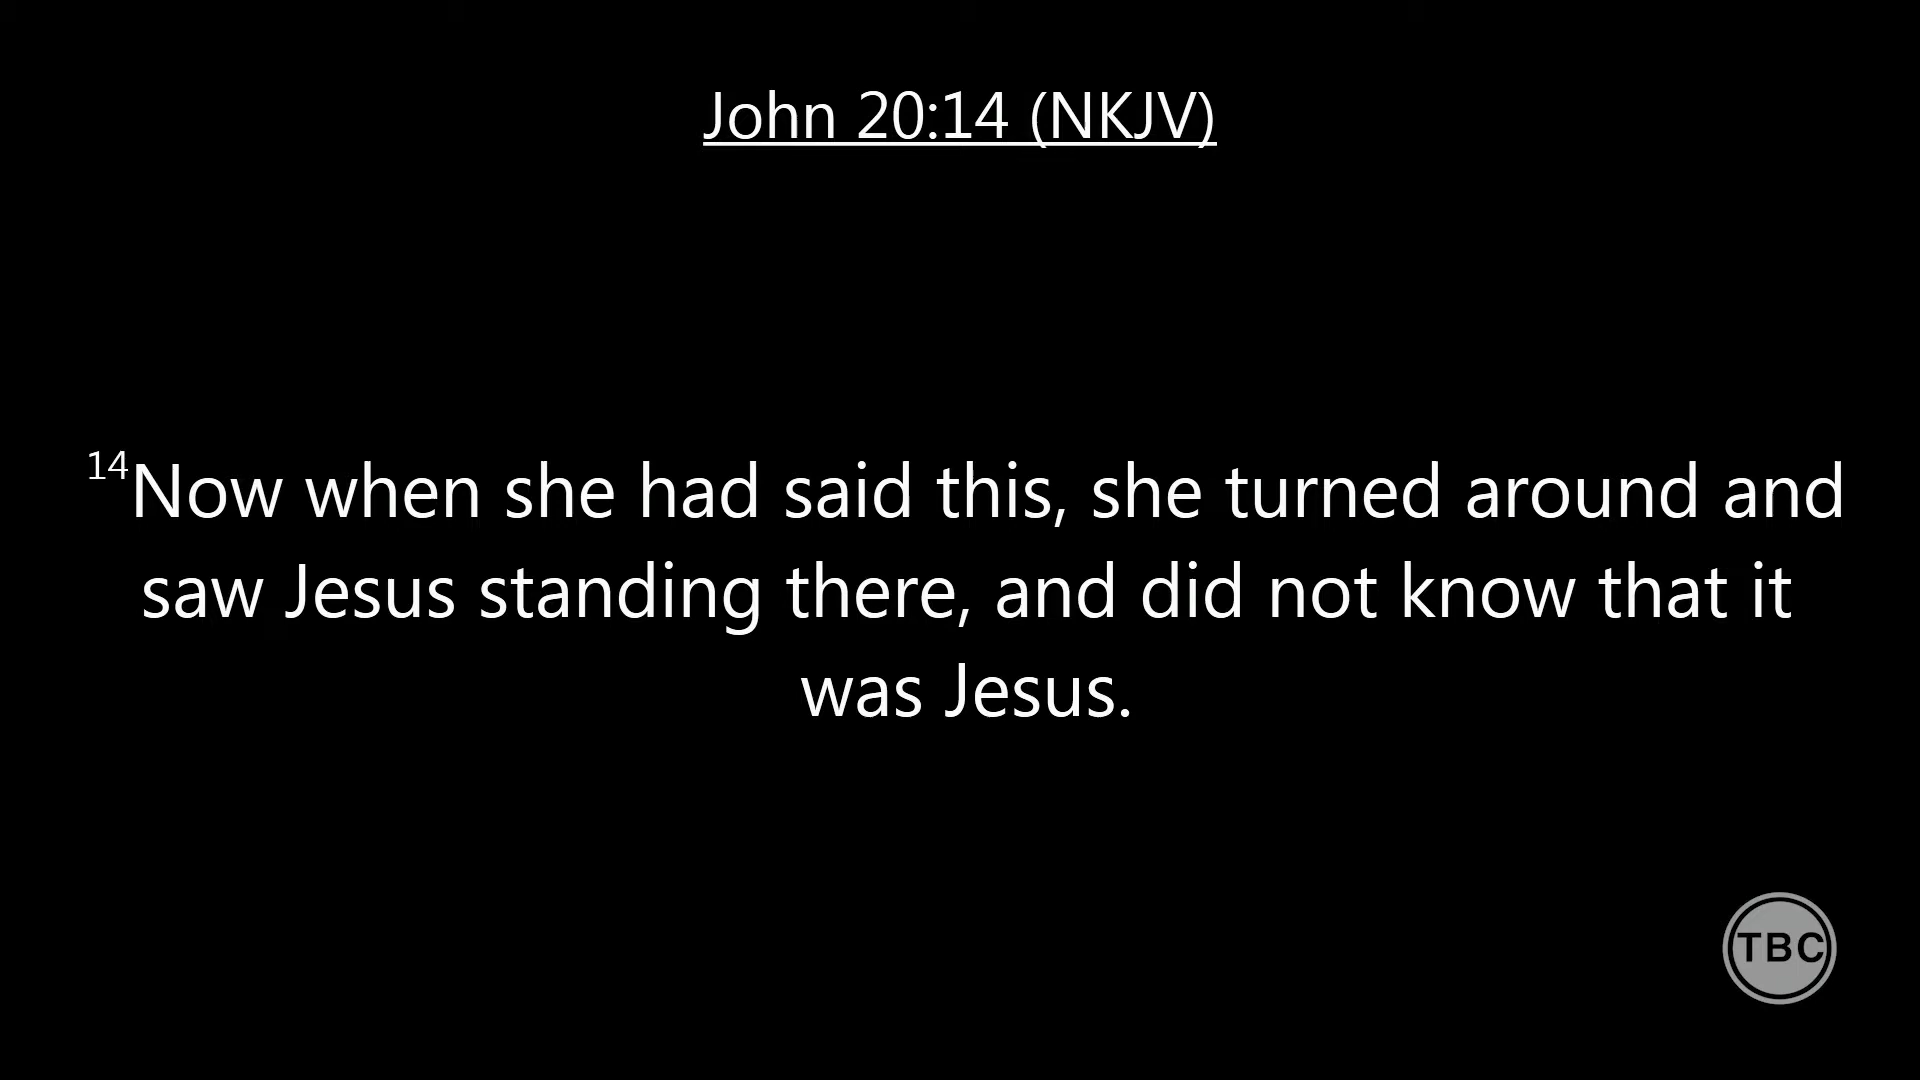 John 20:14 (NKJV)
14Now when she had said this, she turned around and
saw Jesus standing there, and did not know that it
was Jesus.
TBC